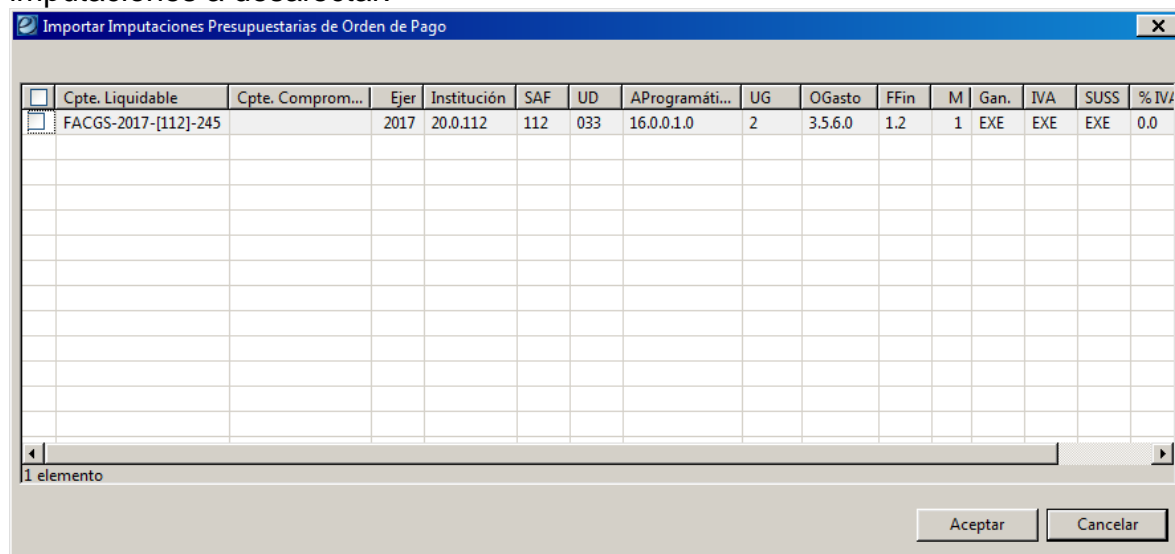 Importar Imputaciones Presupuestarias de Orden de Pago
Cpte. Liquidable Cpte. Comprom... Ejer Institución SAF UD AProgramáti... UG OGasto FFin M Gan. IVA SUSS % IVA
FACGS-2017-[112]-245 2017 20.0.112 112 033 16.0.0.1.0 2 3.5.6.0 1.2 1 EXE EXE EXE 0.0
1 elemento
Aceptar Cancelar